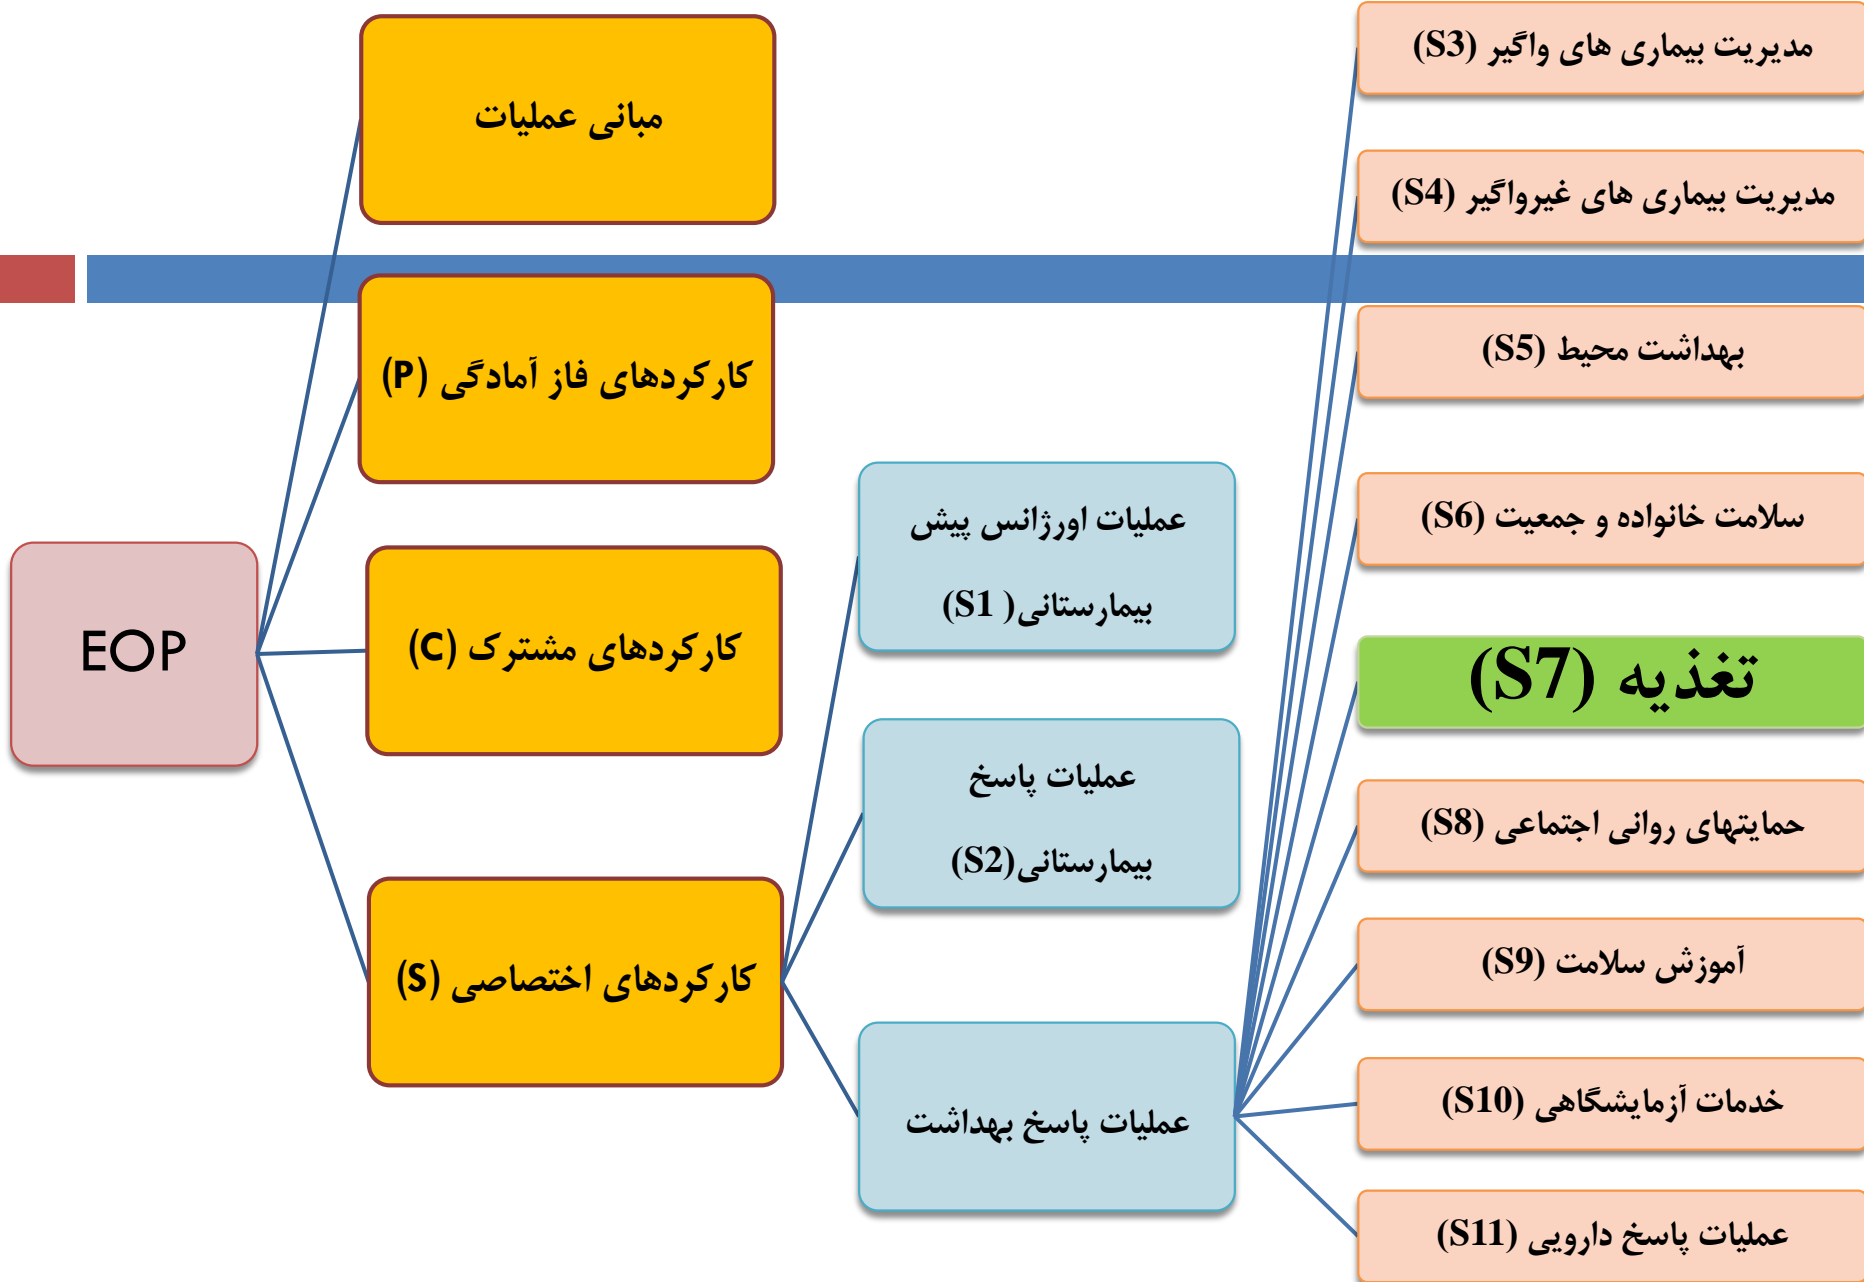 EOP
مبانی عملیات
کارکردهای فاز آمادگی (P)
کارکردهای مشترک (C)
کارکردهای اختصاصی (S)
عملیات اورژانس پیش
بیمارستانی( S1)
عملیات پاسخ
بیمارستانی(S2)
عملیات پاسخ بهداشت
مدیریت بیماری های واگیر (S3)
مدیریت بیماری های غیرواگیر (S4)
بهداشت محیط (S5)
سلامت خانواده و جمعیت (S6)
تغذیه (S7)
حمایتهای روانی اجتماعی (S8)
آموزش سلامت (S9)
خدمات آزمایشگاهی (S10)
عملیات پاسخ دارویی (S11)